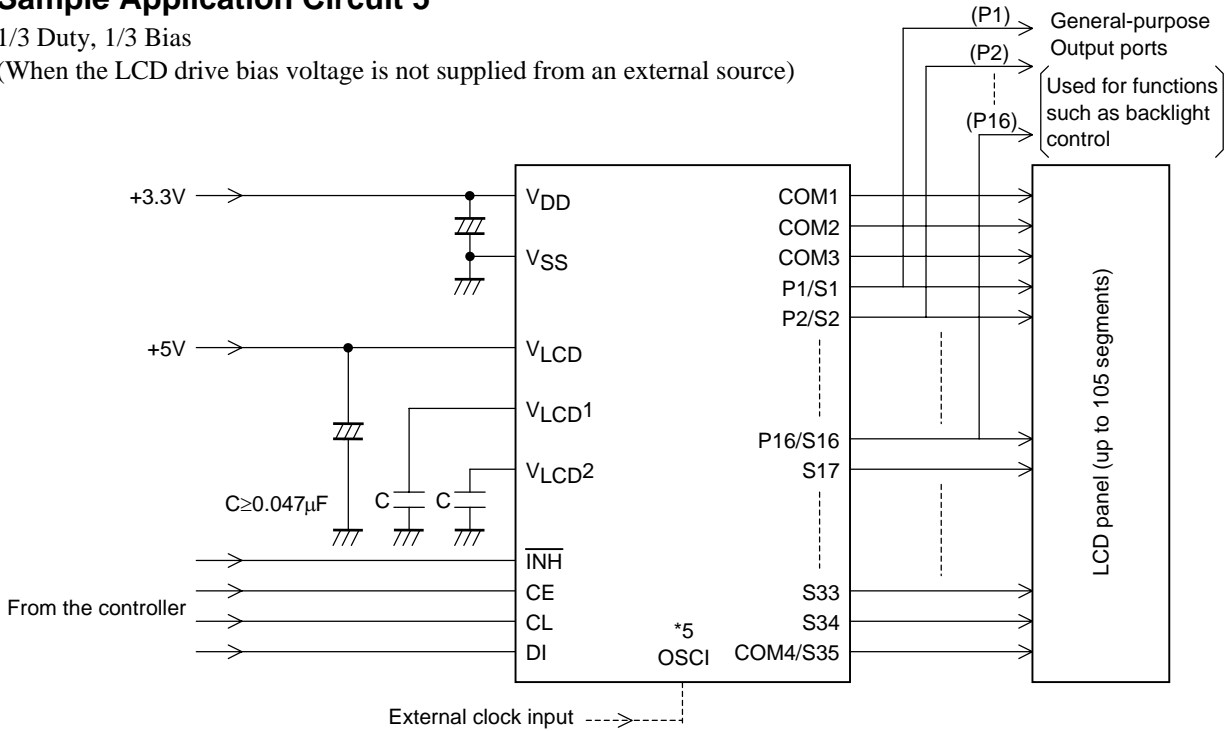 Sample Application Circuit 5
1/3 Duty, 1/3 Bias
(When the LCD drive bias voltage is not supplied from an external source)
(P1)
General-purpose
Output ports
(P2)
Used for functions
such as backlight
control
(P16)
+3.3V
VDD
VSS
+5V
VLCD
VLCD1
VLCD2
C≥0.047μF
C
C
INH
From the controller
CE
CL
DI
*5
OSCI
External clock input
COM1
COM2
COM3
P1/S1
P2/S2
P16/S16
S17
S33
S34
COM4/S35
LCD panel (up to 105 segments)